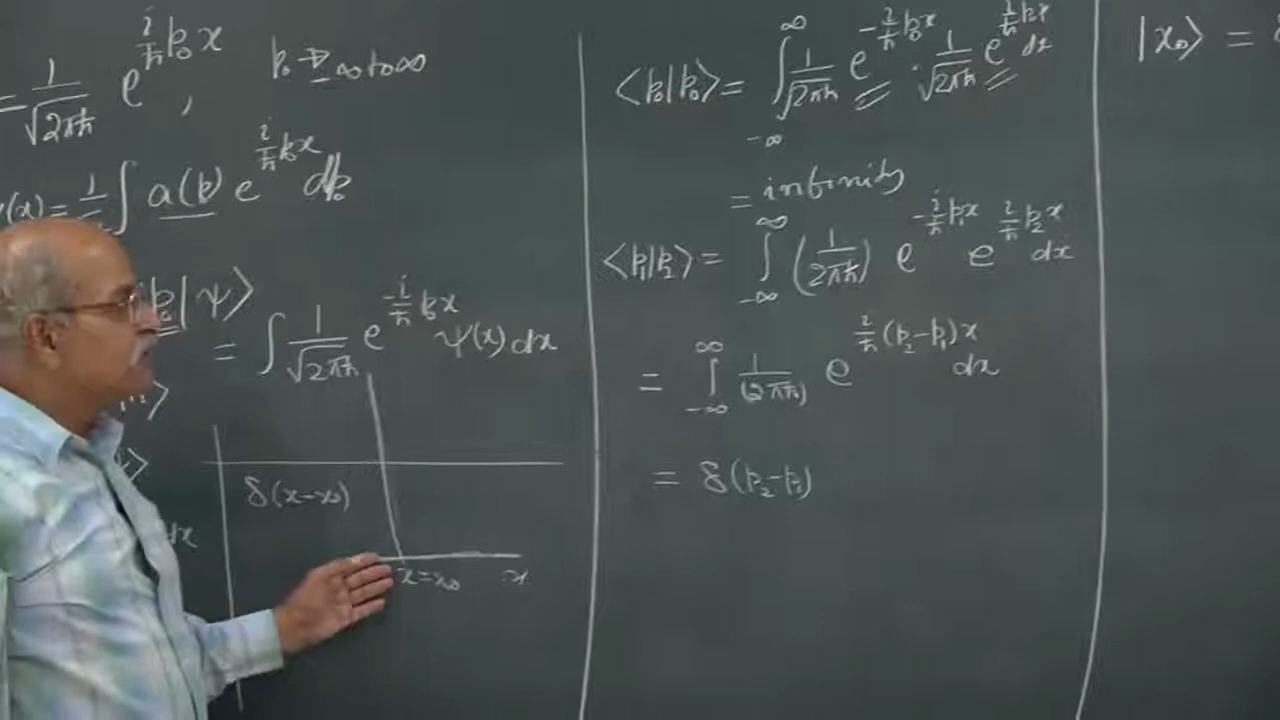 = 1/√2πħ e^{i/ħ p₀x} , p₀ → -∞ to ∞
ψ(x) = 1/√ ∫ a(p) e^{i/ħ px} dp
p|ψ⟩
= ∫ 1/√2πħ e^{-i/ħ px} ψ(x) dx
⟩
⟩
dx
δ(x-x₀)
x=x₀ x
⟨p₀|p₀⟩ = ∫_{-∞}^{∞} 1/√2πħ e^{-i/ħ p₀x} · 1/√2πħ e^{i/ħ p₀x} dx
= infinity
⟨p₁|p₂⟩ = ∫_{-∞}^{∞} (1/2πħ) e^{-i/ħ p₁x} e^{i/ħ p₂x} dx
= ∫_{-∞}^{∞} 1/(2πħ) e^{i/ħ (p₂-p₁)x} dx
= δ(p₂-p₁)
|x₀⟩ =